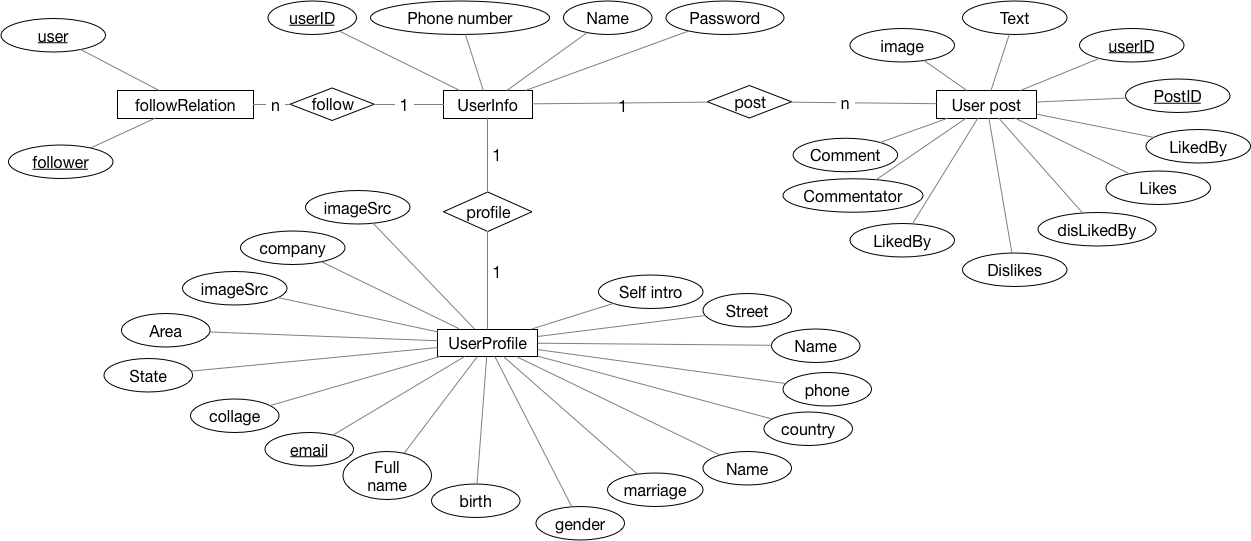 userID
Phone number
Name
Password
Text
user
image
userID
followRelation
n
follow
1
UserInfo
1
post
n
User post
PostID
follower
1
Comment
LikedBy
Commentator
Likes
imageSrc
profile
LikedBy
disLikedBy
company
1
Dislikes
imageSrc
Self intro
Street
Area
UserProfile
Name
State
phone
collage
country
email
Full
name
Name
birth
marriage
gender